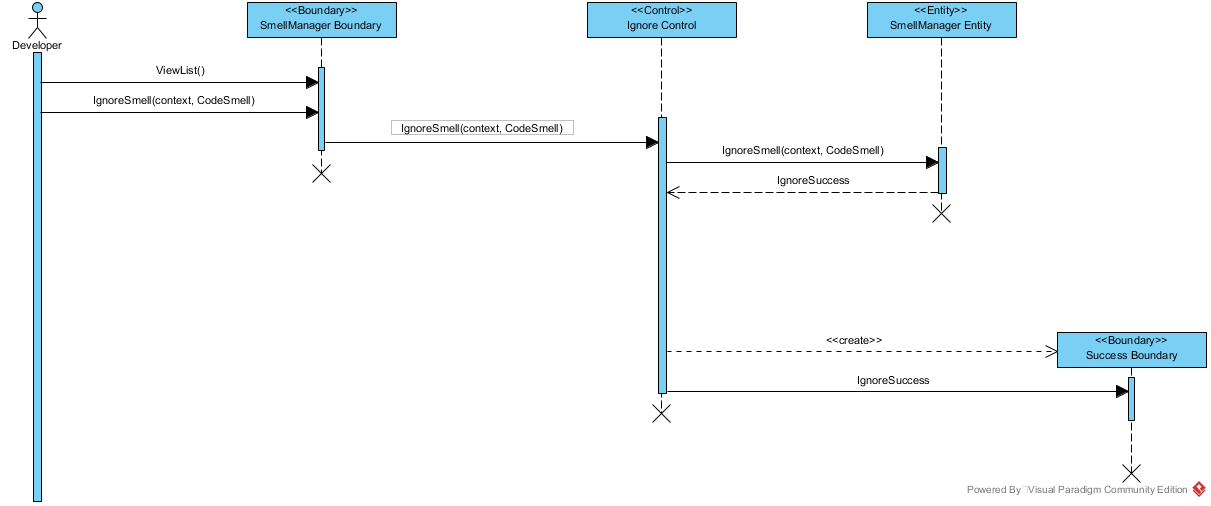 <<Boundary>>
SmellManager Boundary
<<Control>>
Ignore Control
<<Entity>>
SmellManager Entity
Developer
ViewList()
IgnoreSmell(context, CodeSmell)
IgnoreSmell(context, CodeSmell)
IgnoreSmell(context, CodeSmell)
IgnoreSuccess
<<create>>
<<Boundary>>
Success Boundary
IgnoreSuccess
Powered By Visual Paradigm Community Edition